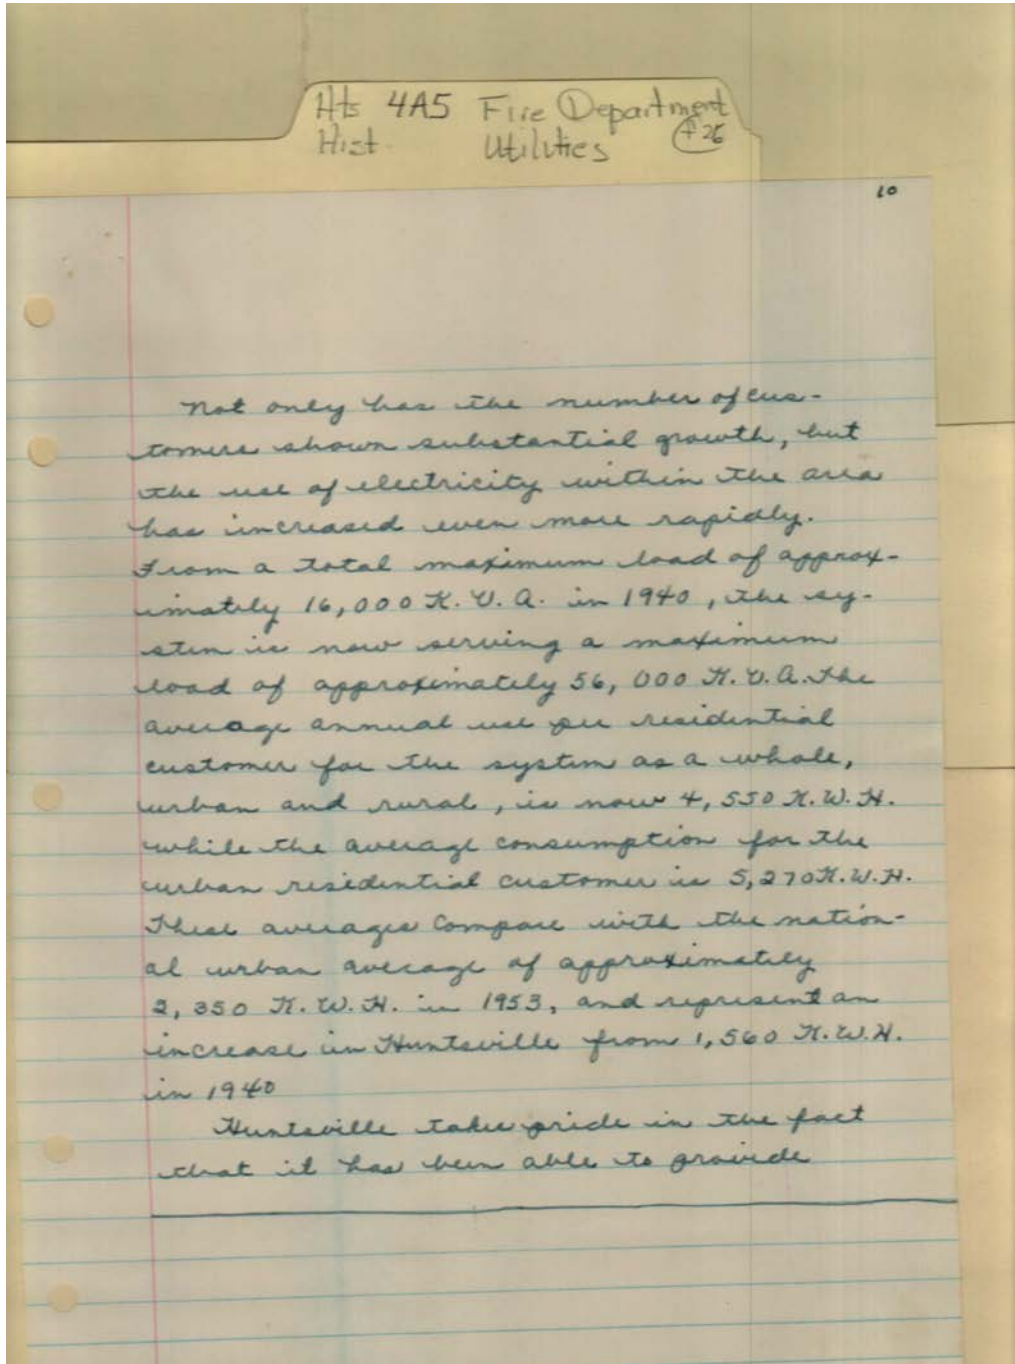 Hts 4A5 Fire Department
Hist. Utilities #26
10
Not only has the number of cus-
tomers shown substantial growth, but
the use of electricity within the area
has increased even more rapidly.
From a total maximum load of approx-
imately 16,000 K.V.A. in 1940, the sy-
stem is now serving a maximum
load of approximately 56,000 K.V.A. The
average annual use per residential
customer for the system as a whole,
urban and rural, is now 4,550 K.W.H.
while the average consumption for the
urban residential customer is 5,270 K.W.H.
These averages compare with the nation-
al urban average of approximately
2,350 K.W.H. in 1953, and represent an
increase in Huntsville from 1,560 K.W.H.
in 1940
Huntsville takes pride in the fact
that it has been able to provide